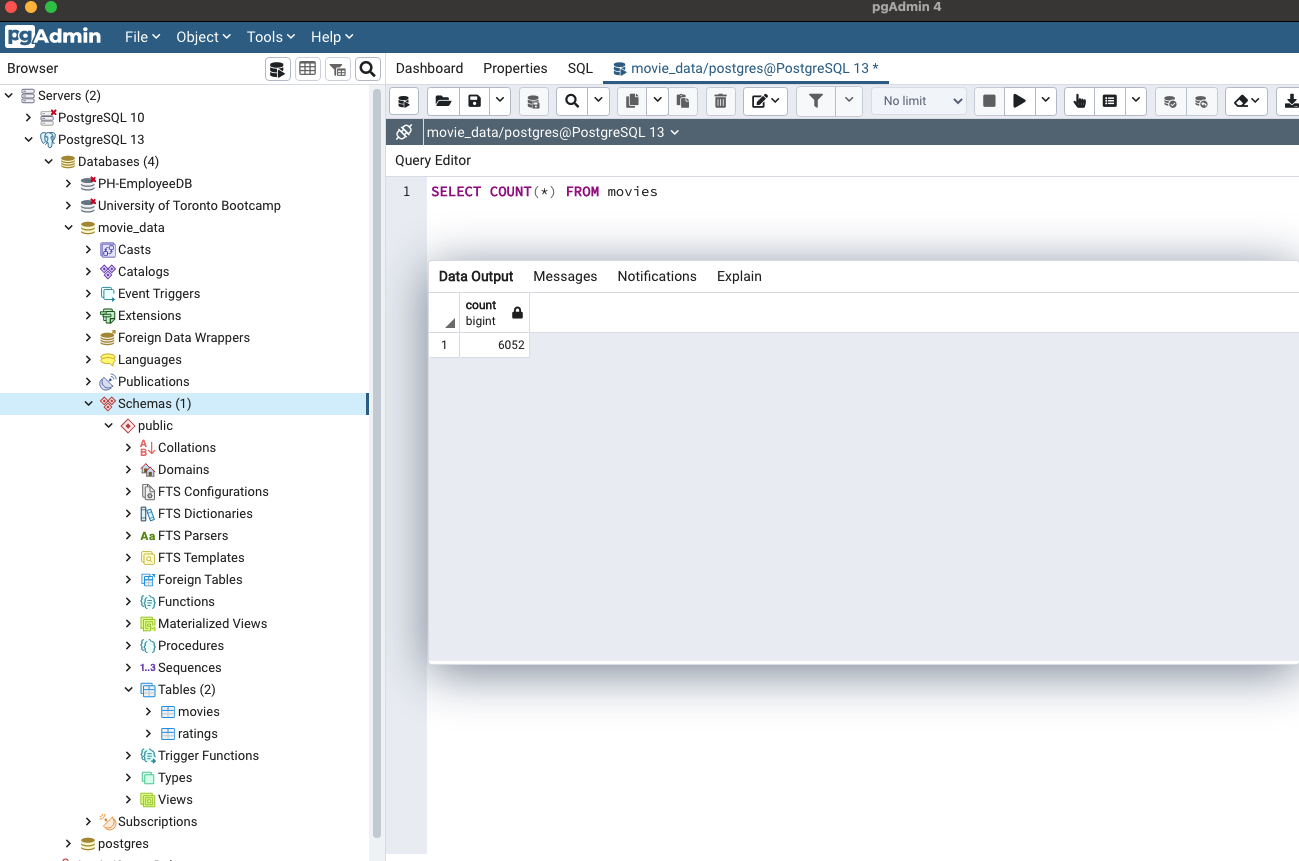 pgAdmin 4
pgAdmin File Object Tools Help
Browser
Dashboard Properties SQL movie_data/postgres@PostgreSQL 13 *
No limit
movie_data/postgres@PostgreSQL 13
Query Editor
1 SELECT COUNT(*) FROM movies
Data Output Messages Notifications Explain
count
bigint
1 6052
Servers (2)
PostgreSQL 10
PostgreSQL 13
Databases (4)
PH-EmployeeDB
University of Toronto Bootcamp
movie_data
Casts
Catalogs
Event Triggers
Extensions
Foreign Data Wrappers
Languages
Publications
Schemas (1)
public
Collations
Domains
FTS Configurations
FTS Dictionaries
Aa FTS Parsers
FTS Templates
Foreign Tables
Functions
Materialized Views
Procedures
1..3 Sequences
Tables (2)
movies
ratings
Trigger Functions
Types
Views
Subscriptions
postgres